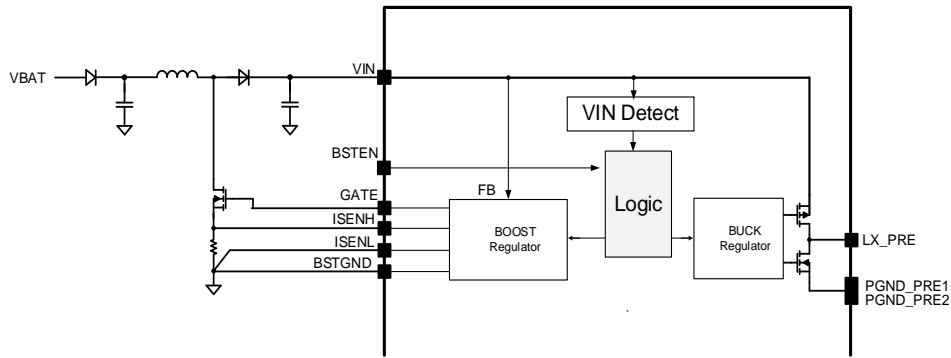 VBAT
VIN
VIN Detect
BSTEN
Logic
GATE
FB
ISENH
BOOST
Regulator
BUCK
Regulator
LX_PRE
ISENL
BSTGND
PGND_PRE1
PGND_PRE2